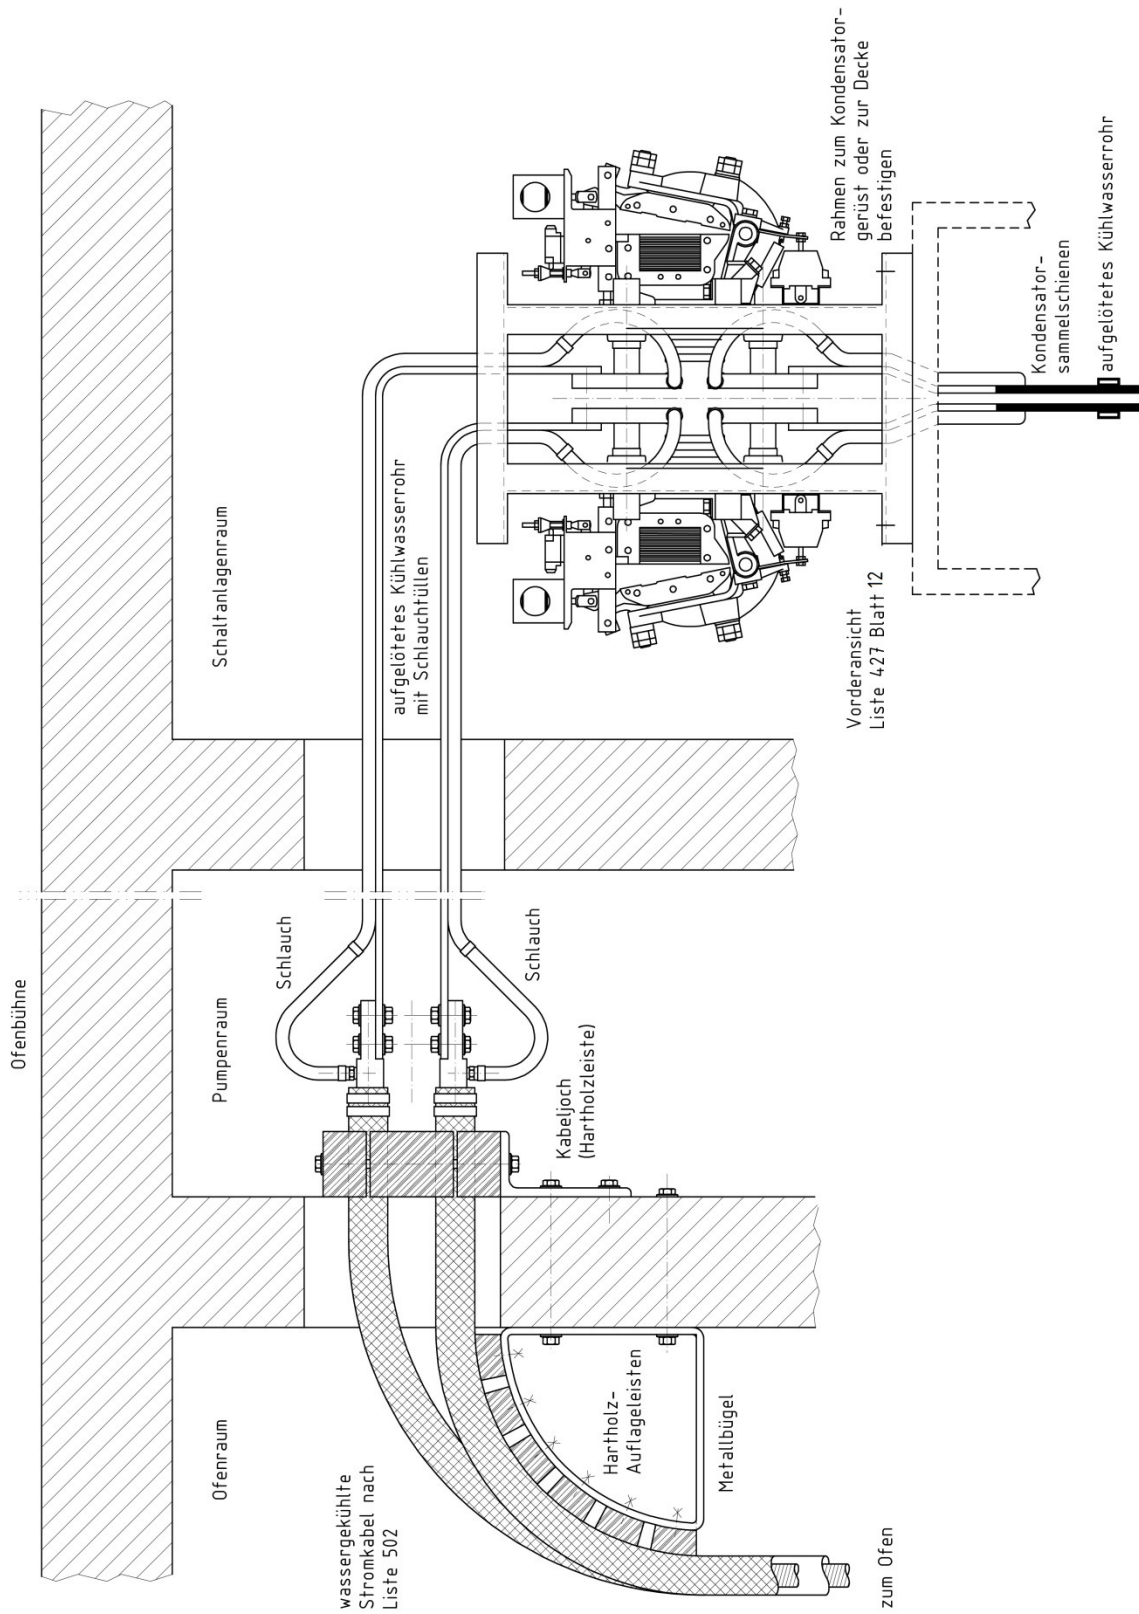 Ofenbühne
Ofenraum
Pumpenraum
Schaltanlagenraum
wassergekühlte
Stromkabel nach
Liste 502
Schlauch
aufgelötetes Kühlwasserrohr
mit Schlauchtüllen
Schlauch
Kabeljoch
(Hartholzleiste)
Hartholz-
Auflageleisten
Metallbügel
zum Ofen
Vorderansicht
Liste 427 Blatt 12
Rahmen zum Kondensator-
gerüst oder zur Decke
befestigen
Kondensator-
sammelschienen
aufgelötetes Kühlwasserrohr